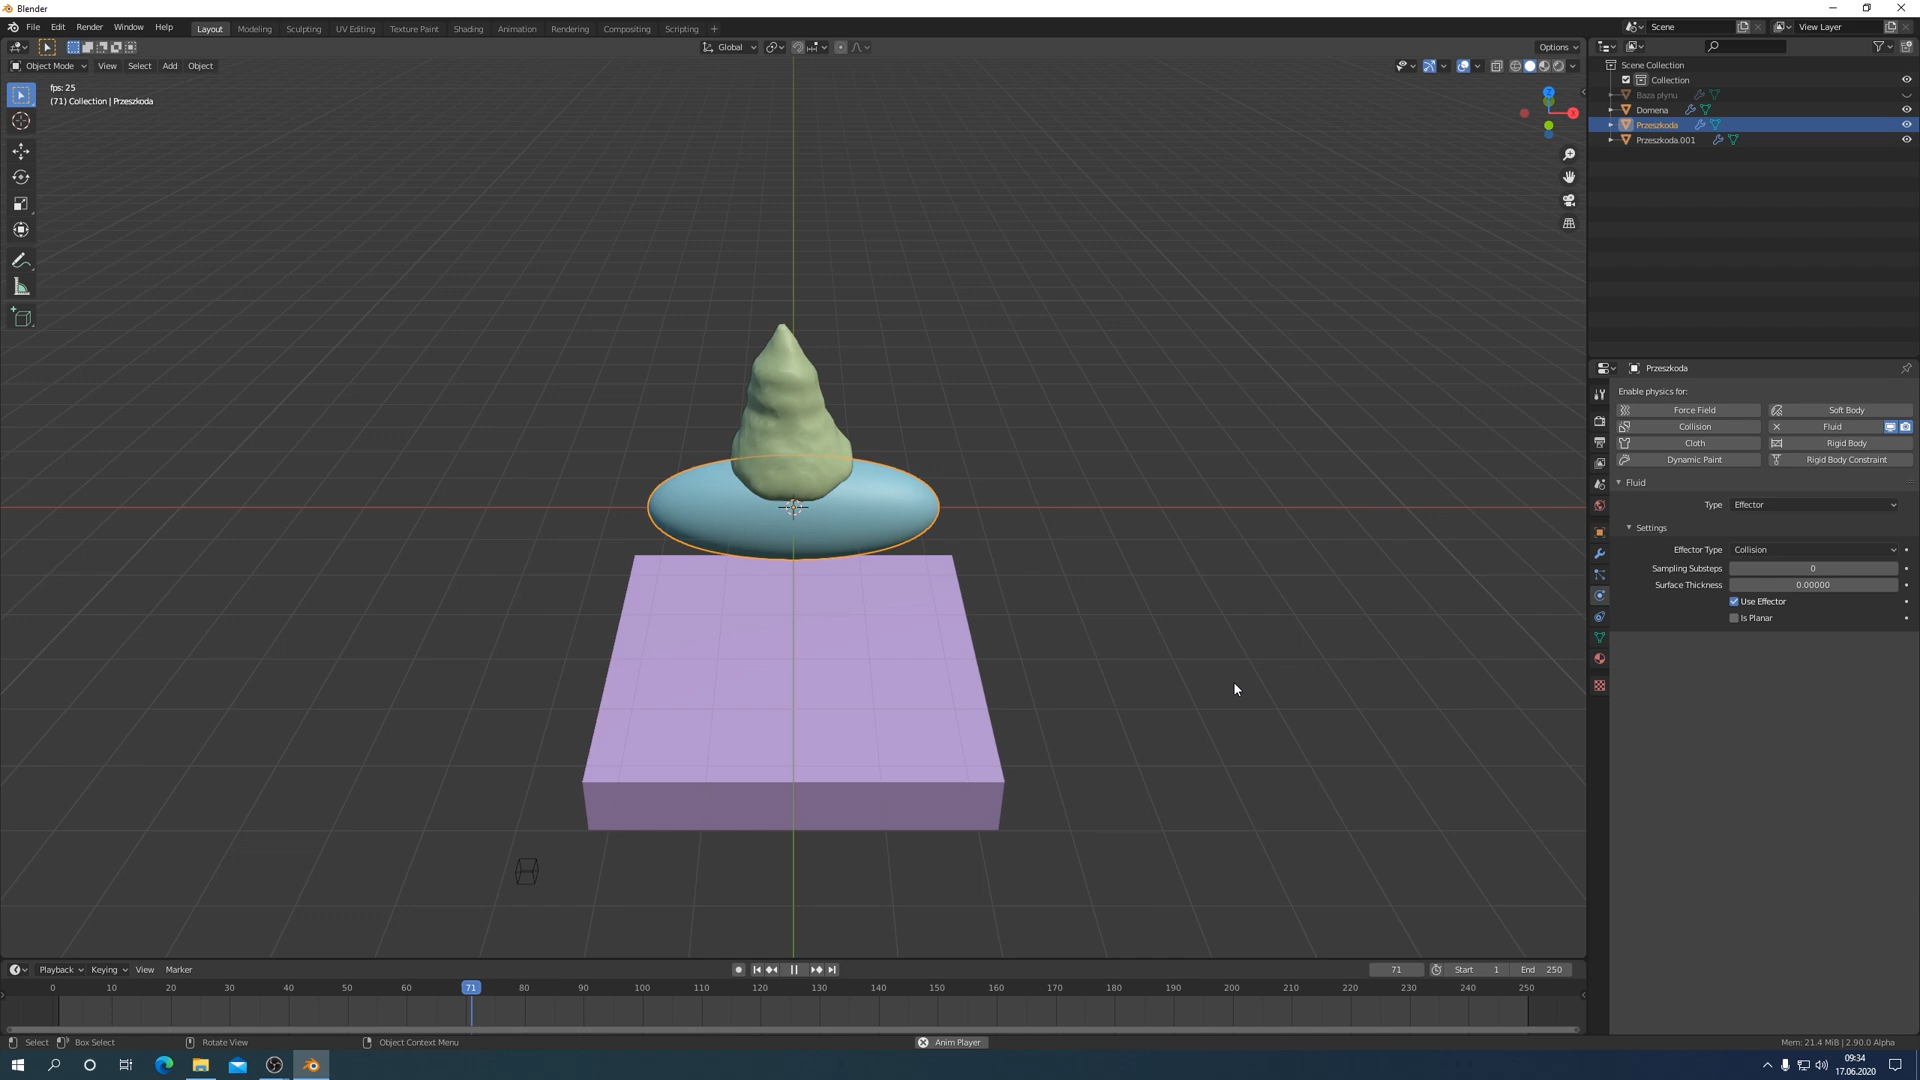 Blender
File Edit Render Window Help
Layout Modeling Sculpting UV Editing Texture Paint Shading Animation Rendering Compositing Scripting +
Scene
View Layer
Global
Options
Object Mode View Select Add Object
fps: 25
(71) Collection | Przeszkoda
Z
X
Scene Collection
Collection
Baza płynu
Domena
Przeszkoda
Przeszkoda.001
Przeszkoda
Enable physics for:
Force Field Soft Body
Collision Fluid
Cloth Rigid Body
Dynamic Paint Rigid Body Constraint
Fluid
Type Effector
Settings
Effector Type Collision
Sampling Substeps 0
Surface Thickness 0.00000
Use Effector
Is Planar
Playback Keying View Marker
71 Start 1 End 250
0 10 20 30 40 50 60 71 80 90 100 110 120 130 140 150 160 170 180 190 200 210 220 230 240 250
Select Box Select Rotate View Object Context Menu Anim Player Mem: 21.4 MiB | 2.90.0 Alpha
09:34
17.06.2020